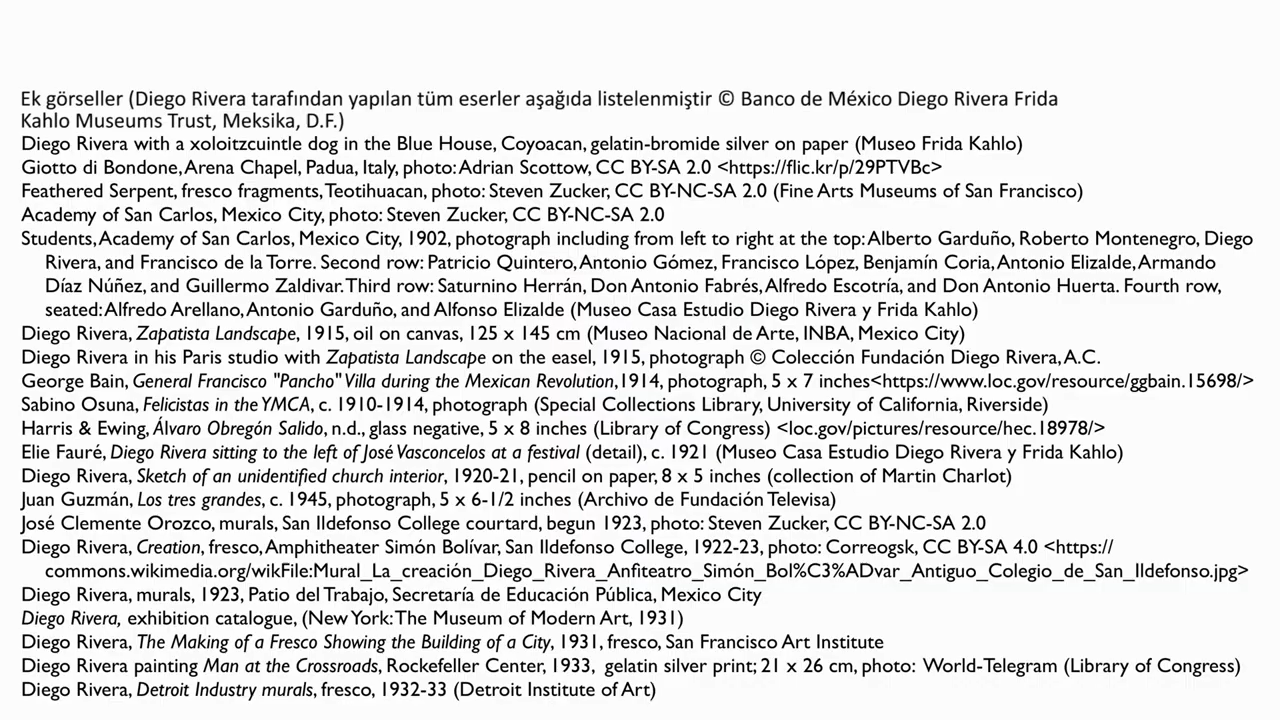 Ek görseller (Diego Rivera tarafından yapılan tüm eserler aşağıda listelenmiştir © Banco de México Diego Rivera Frida
Kahlo Museums Trust, Meksika, D.F.)
Diego Rivera with a xoloitzcuintle dog in the Blue House, Coyoacan, gelatin-bromide silver on paper (Museo Frida Kahlo)
Giotto di Bondone, Arena Chapel, Padua, Italy, photo: Adrian Scottow, CC BY-SA 2.0 <https://flic.kr/p/29PTVBc>
Feathered Serpent, fresco fragments, Teotihuacan, photo: Steven Zucker, CC BY-NC-SA 2.0 (Fine Arts Museums of San Francisco)
Academy of San Carlos, Mexico City, photo: Steven Zucker, CC BY-NC-SA 2.0
Students, Academy of San Carlos, Mexico City, 1902, photograph including from left to right at the top: Alberto Garduño, Roberto Montenegro, Diego
Rivera, and Francisco de la Torre. Second row: Patricio Quintero, Antonio Gómez, Francisco López, Benjamín Coria, Antonio Elizalde, Armando
Díaz Núñez, and Guillermo Zaldivar. Third row: Saturnino Herrán, Don Antonio Fabrés, Alfredo Escotría, and Don Antonio Huerta. Fourth row,
seated: Alfredo Arellano, Antonio Garduño, and Alfonso Elizalde (Museo Casa Estudio Diego Rivera y Frida Kahlo)
Diego Rivera, Zapatista Landscape, 1915, oil on canvas, 125 x 145 cm (Museo Nacional de Arte, INBA, Mexico City)
Diego Rivera in his Paris studio with Zapatista Landscape on the easel, 1915, photograph © Colección Fundación Diego Rivera, A.C.
George Bain, General Francisco "Pancho" Villa during the Mexican Revolution,1914, photograph, 5 x 7 inches<https://www.loc.gov/resource/ggbain.15698/>
Sabino Osuna, Felicistas in the YMCA, c. 1910-1914, photograph (Special Collections Library, University of California, Riverside)
Harris & Ewing, Álvaro Obregón Salido, n.d., glass negative, 5 x 8 inches (Library of Congress) <loc.gov/pictures/resource/hec.18978/>
Elie Fauré, Diego Rivera sitting to the left of José Vasconcelos at a festival (detail), c. 1921 (Museo Casa Estudio Diego Rivera y Frida Kahlo)
Diego Rivera, Sketch of an unidentified church interior, 1920-21, pencil on paper, 8 x 5 inches (collection of Martin Charlot)
Juan Guzmán, Los tres grandes, c. 1945, photograph, 5 x 6-1/2 inches (Archivo de Fundación Televisa)
José Clemente Orozco, murals, San Ildefonso College courtard, begun 1923, photo: Steven Zucker, CC BY-NC-SA 2.0
Diego Rivera, Creation, fresco, Amphitheater Simón Bolívar, San Ildefonso College, 1922-23, photo: Correogsk, CC BY-SA 4.0 <https://
commons.wikimedia.org/wikFile:Mural_La_creación_Diego_Rivera_Anfiteatro_Simón_Bol%C3%ADvar_Antiguo_Colegio_de_San_Ildefonso.jpg>
Diego Rivera, murals, 1923, Patio del Trabajo, Secretaría de Educación Pública, Mexico City
Diego Rivera, exhibition catalogue, (New York: The Museum of Modern Art, 1931)
Diego Rivera, The Making of a Fresco Showing the Building of a City, 1931, fresco, San Francisco Art Institute
Diego Rivera painting Man at the Crossroads, Rockefeller Center, 1933, gelatin silver print; 21 x 26 cm, photo: World-Telegram (Library of Congress)
Diego Rivera, Detroit Industry murals, fresco, 1932-33 (Detroit Institute of Art)